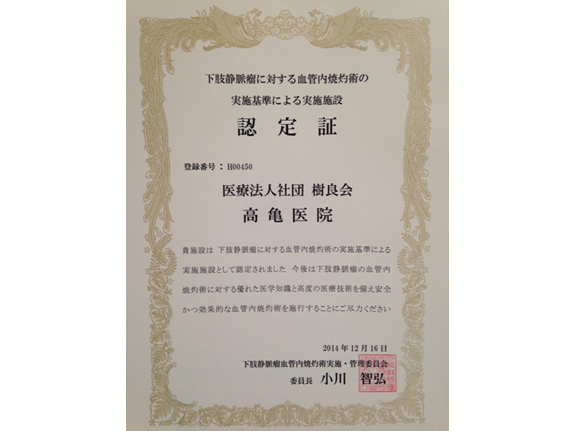 下肢静脈瘤に対する血管内焼灼術の
実施基準による実施施設
認定証
登録番号：H00450
医療法人社団 樹良会
高亀医院
貴施設は 下肢静脈瘤に対する血管内焼灼術の実施基準による
実施施設として認定されました 今後は下肢静脈瘤の血管内
焼灼術に対する優れた医学知識と高度の医療技術を備え安全
かつ効果的な血管内焼灼術を施行することにご尽力ください
2014年12月16日
下肢静脈瘤血管内焼灼術実施・管理委員会
委員長 小川 智弘